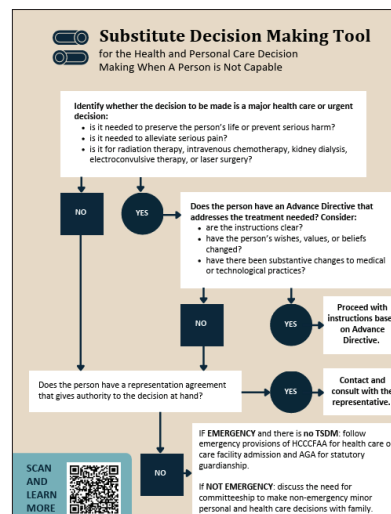 Substitute Decision Making Tool
for the Health and Personal Care Decision
Making When A Person is Not Capable
Identify whether the decision to be made is a major health care or urgent
decision:
• is it needed to preserve the person's life or prevent serious harm?
• is it needed to alleviate serious pain?
• is it for radiation therapy, intravenous chemotherapy, kidney dialysis,
electroconvulsive therapy, or laser surgery?
NO
YES
Does the person have an Advance Directive that
addresses the treatment needed? Consider:
• are the instructions clear?
• have the person's wishes, values, or beliefs
changed?
• have there been substantive changes to medical
or technological practices?
NO
YES
Proceed with
instructions base
on Advance
Directive.
Does the person have a representation agreement
that gives authority to the decision at hand?
YES
Contact and
consult with the
representative.
NO
IF EMERGENCY and there is no TSDM: follow
emergency provisions of HCCCFAA for health care o
care facility admission and AGA for statutory
guardianship.
If NOT EMERGENCY: discuss the need for
committeeship to make non-emergency minor
personal and health care decisions with family.
SCAN
AND
LEARN
MORE